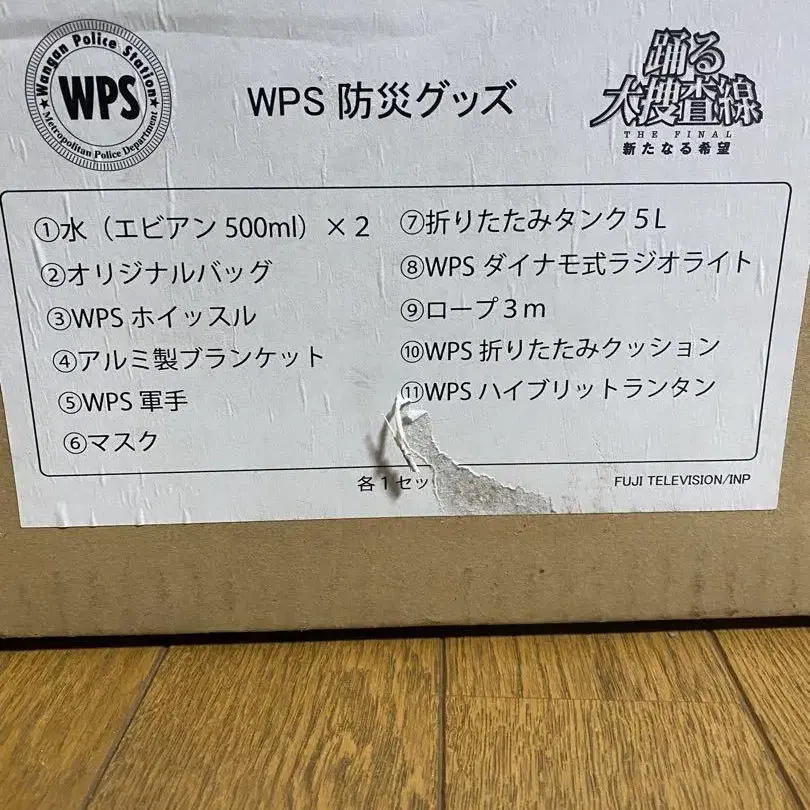 Wangan Police Station
WPS
Metropolitan Police Department
WPS 防災グッズ
踊る
大捜査線
THE FINAL
新たなる希望
①水（エビアン 500ml）×２
②オリジナルバッグ
③WPS ホイッスル
④アルミ製ブランケット
⑤WPS 軍手
⑥マスク
⑦折りたたみタンク５L
⑧WPS ダイナモ式ラジオライト
⑨ロープ３m
⑩WPS 折りたたみクッション
⑪WPS ハイブリットランタン
各１セッ
FUJI TELEVISION/INP